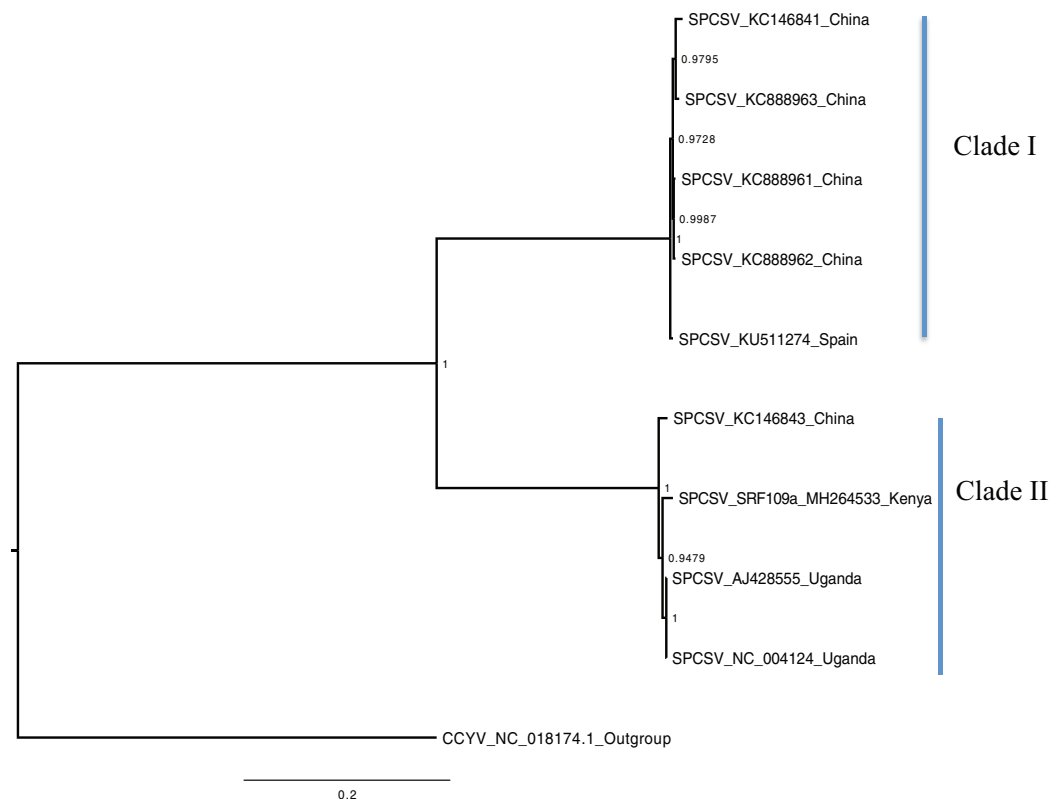 SPCSV_KC146841_China
0.9795
SPCSV_KC888963_China
0.9728
Clade I
SPCSV_KC888961_China
0.9987
1
SPCSV_KC888962_China
SPCSV_KU511274_Spain
1
SPCSV_KC146843_China
1
Clade II
SPCSV_SRF109a_MH264533_Kenya
0.9479
SPCSV_AJ428555_Uganda
1
SPCSV_NC_004124_Uganda
CCYV_NC_018174.1_Outgroup
0.2